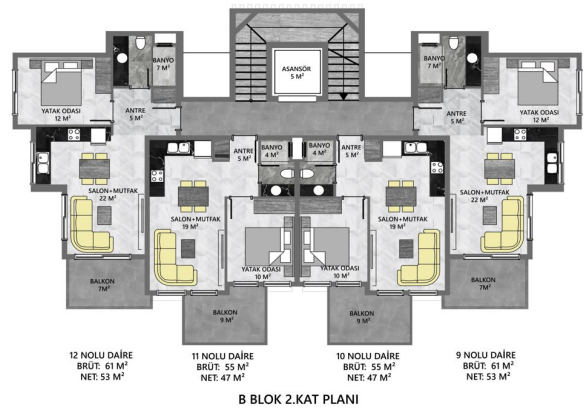 ASANSÖR
5 M²
BANYO
7 M²
BANYO
7 M²
YATAK ODASI
12 M²
ANTRE
5 M²
ANTRE
5 M²
YATAK ODASI
12 M²
ANTRE
5 M²
BANYO
4 M²
BANYO
4 M²
ANTRE
5 M²
SALON+MUTFAK
22 M²
SALON+MUTFAK
19 M²
SALON+MUTFAK
19 M²
SALON+MUTFAK
22 M²
YATAK ODASI
10 M²
YATAK ODASI
10 M²
BALKON
7M²
BALKON
9 M²
BALKON
9 M²
BALKON
7M²
12 NOLU DAİRE
BRÜT: 61 M²
NET: 53 M²
11 NOLU DAİRE
BRÜT: 55 M²
NET: 47 M²
10 NOLU DAİRE
BRÜT: 55 M²
NET: 47 M²
9 NOLU DAİRE
BRÜT: 61 M²
NET: 53 M²
B BLOK 2.KAT PLANI